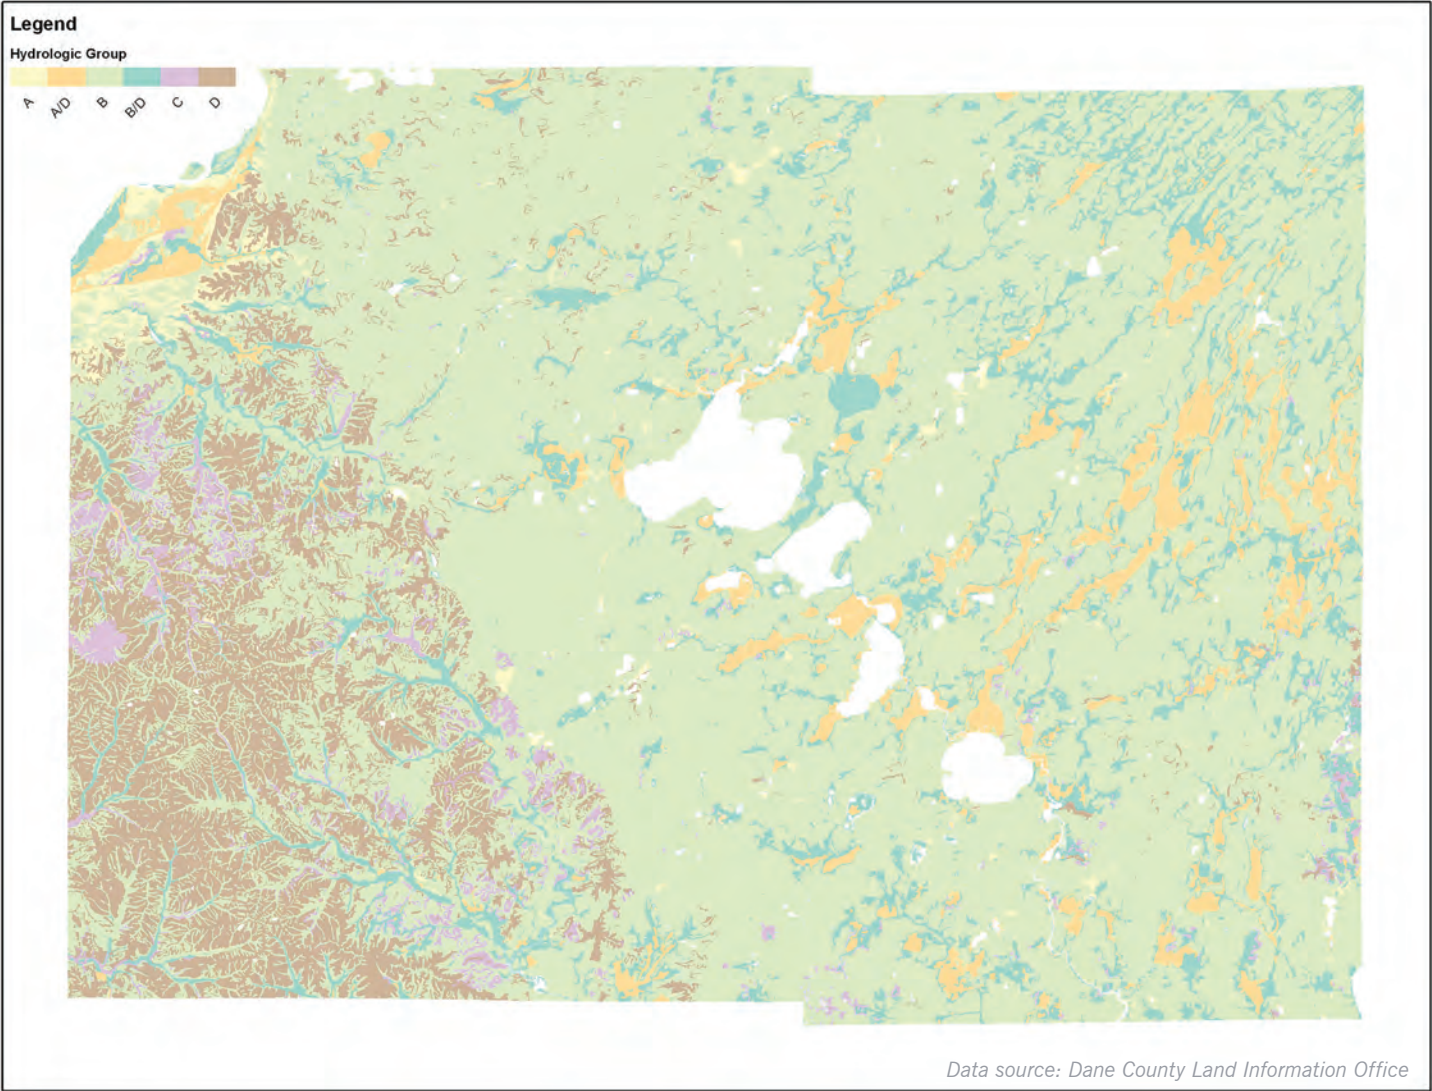 Legend
Hydrologic Group
A
A/D
B
B/D
C
D
Data source: Dane County Land Information Office